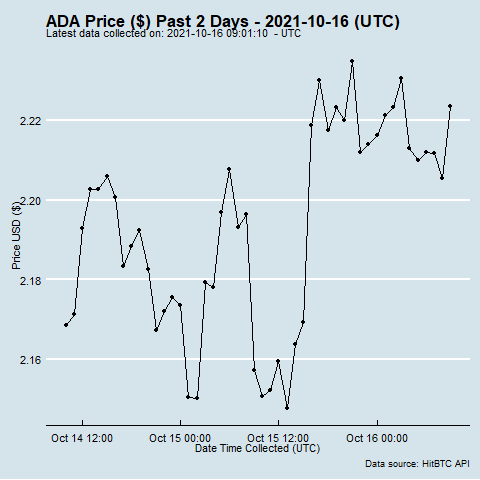 ADA Price ($) Past 2 Days - 2021-10-16 (UTC)
Latest data collected on: 2021-10-16 09:01:10 - UTC
Price USD ($)
2.22
2.20
2.18
2.16
Oct 14 12:00
Oct 15 00:00
Oct 15 12:00
Oct 16 00:00
Date Time Collected (UTC)
Data source: HitBTC API